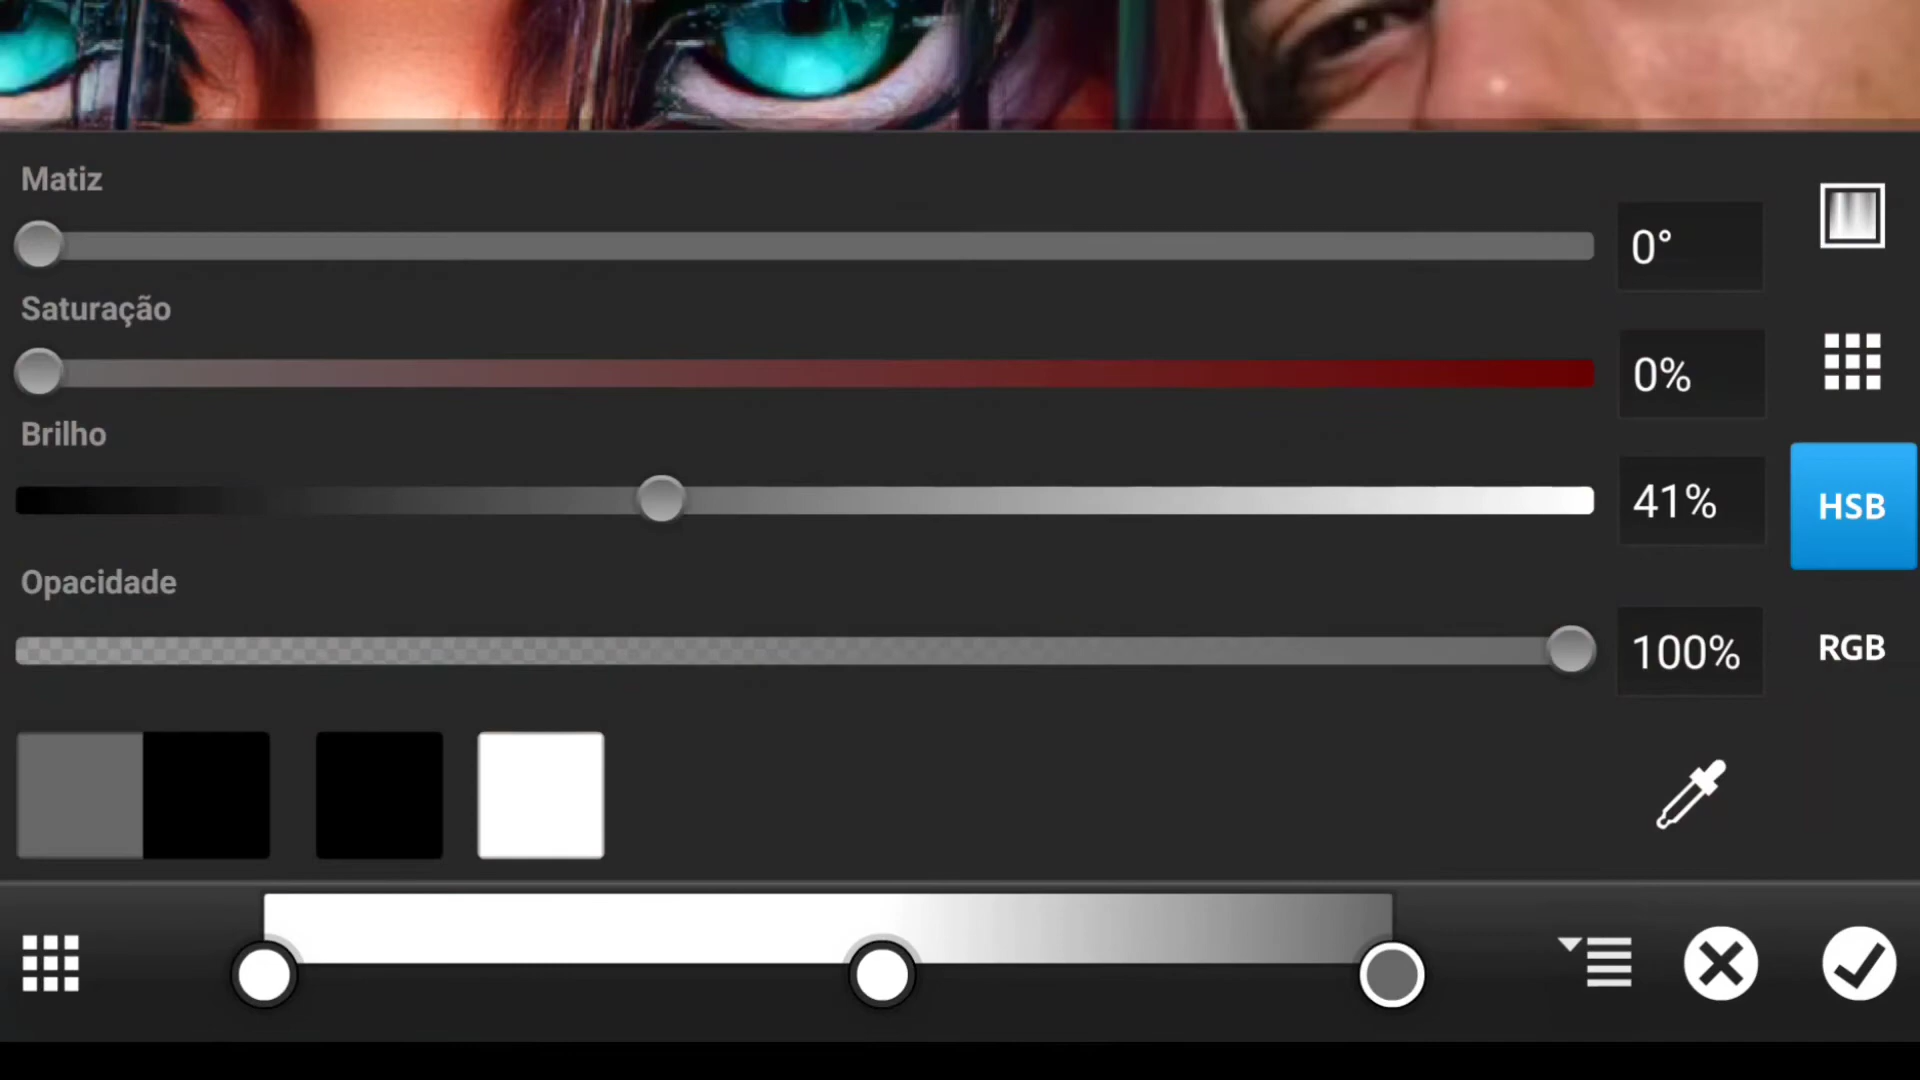 Matiz
0°
Saturação
0%
Brilho
41%
HSB
Opacidade
100%
RGB